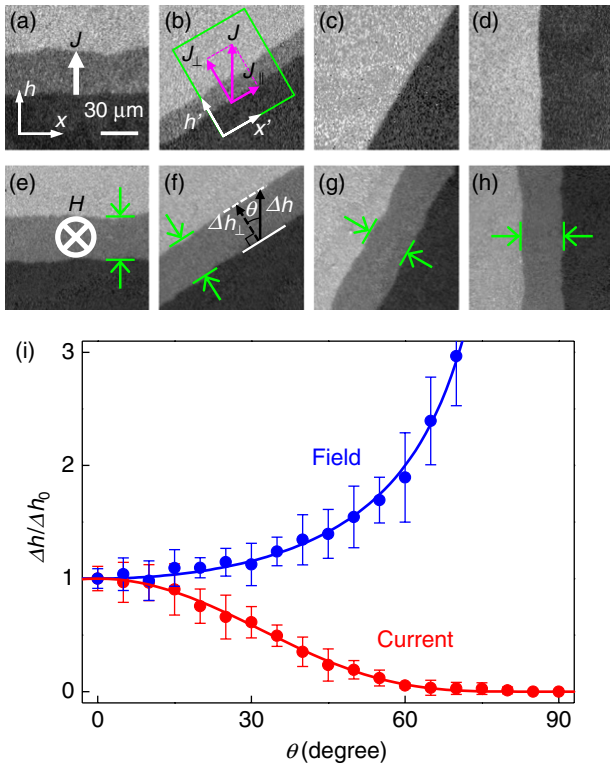 (a) (b) (c) (d)
J
h
x 30 μm
J⊥ J J∥
h' x'
(e) (f) (g) (h)
H
Δh⊥ θ Δh
(i)
3
2
1
0
Δh/Δh₀
Field
Current
0 30 60 90
θ (degree)